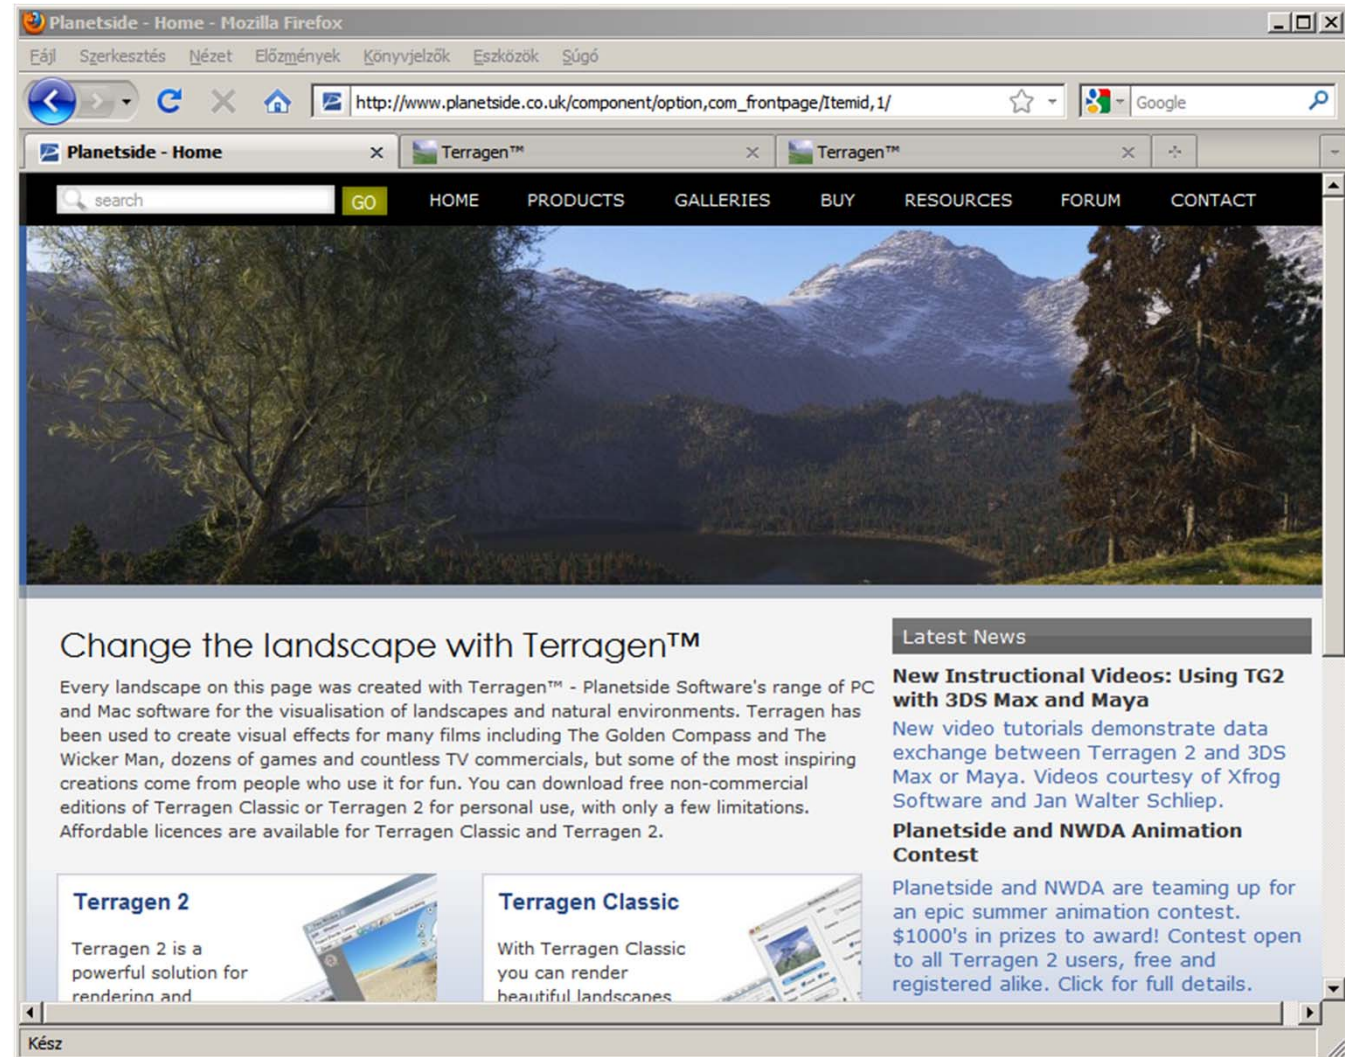 Planetside - Home - Mozilla Firefox
Fájl Szerkesztés Nézet Előzmények Könyvjelzők Eszközök Súgó
http://www.planetside.co.uk/component/option,com_frontpage/Itemid,1/ Google
Planetside - Home Terragen™ Terragen™
search GO HOME PRODUCTS GALLERIES BUY RESOURCES FORUM CONTACT
Change the landscape with Terragen™
Every landscape on this page was created with Terragen™ - Planetside Software's range of PC
and Mac software for the visualisation of landscapes and natural environments. Terragen has
been used to create visual effects for many films including The Golden Compass and The
Wicker Man, dozens of games and countless TV commercials, but some of the most inspiring
creations come from people who use it for fun. You can download free non-commercial
editions of Terragen Classic or Terragen 2 for personal use, with only a few limitations.
Affordable licences are available for Terragen Classic and Terragen 2.
Terragen 2
Terragen 2 is a
powerful solution for
rendering and
Terragen Classic
With Terragen Classic
you can render
beautiful landscapes
Latest News
New Instructional Videos: Using TG2
with 3DS Max and Maya
New video tutorials demonstrate data
exchange between Terragen 2 and 3DS
Max or Maya. Videos courtesy of Xfrog
Software and Jan Walter Schliep.
Planetside and NWDA Animation
Contest
Planetside and NWDA are teaming up for
an epic summer animation contest.
$1000's in prizes to award! Contest open
to all Terragen 2 users, free and
registered alike. Click for full details.
Kész